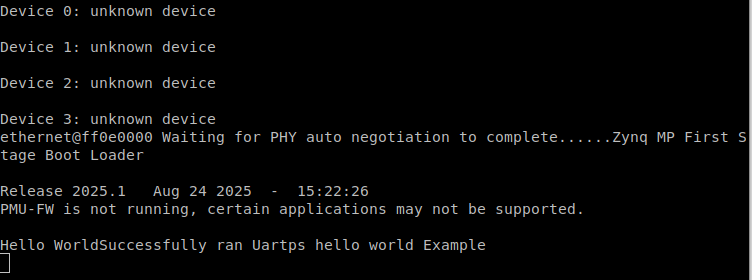 Device 0: unknown device
Device 1: unknown device
Device 2: unknown device
Device 3: unknown device
ethernet@ff0e0000 Waiting for PHY auto negotiation to complete......Zynq MP First S
tage Boot Loader
Release 2025.1   Aug 24 2025  -  15:22:26
PMU-FW is not running, certain applications may not be supported.
Hello WorldSuccessfully ran Uartps hello world Example